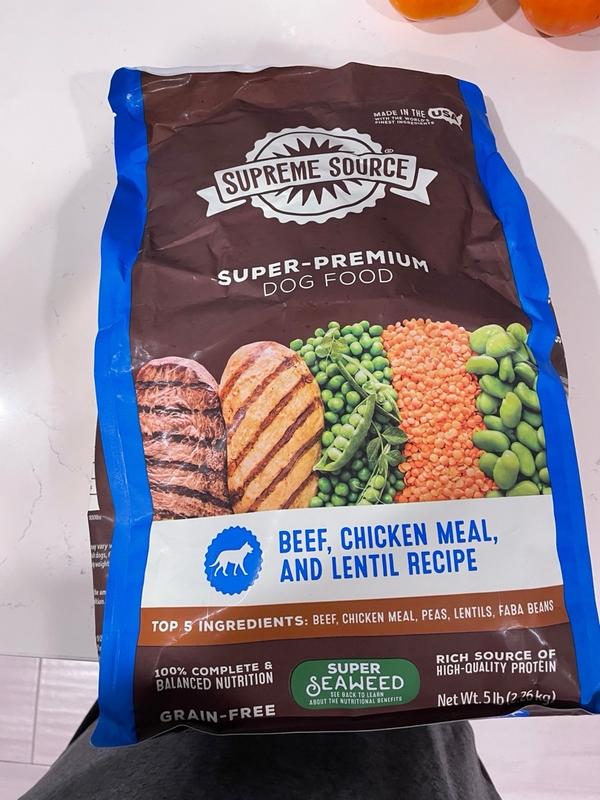 MADE IN THE USA
WITH THE WORLD'S
FINEST INGREDIENTS
SUPREME SOURCE®
SUPER-PREMIUM
DOG FOOD
BEEF, CHICKEN MEAL,
AND LENTIL RECIPE
TOP 5 INGREDIENTS: BEEF, CHICKEN MEAL, PEAS, LENTILS, FABA BEANS
100% COMPLETE &
BALANCED NUTRITION
GRAIN-FREE
SUPER
SEAWEED
SEE BACK TO LEARN
ABOUT THE NUTRITIONAL BENEFITS
RICH SOURCE OF
HIGH-QUALITY PROTEIN
Net Wt. 5 lb (2.26 kg)